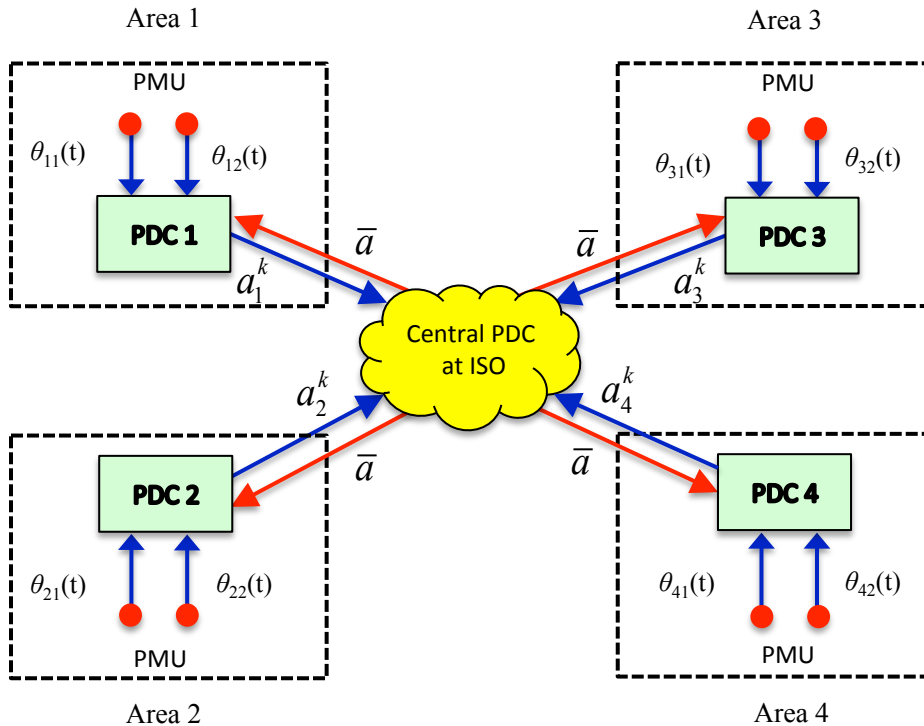 Area 1
Area 3
PMU
PMU
θ11(t)
θ12(t)
θ31(t)
θ32(t)
PDC 1
PDC 3
a̅
a̅
a₁ᵏ
a₃ᵏ
Central PDC
at ISO
a₂ᵏ
a₄ᵏ
a̅
a̅
PDC 2
PDC 4
θ21(t)
θ22(t)
θ41(t)
θ42(t)
PMU
PMU
Area 2
Area 4